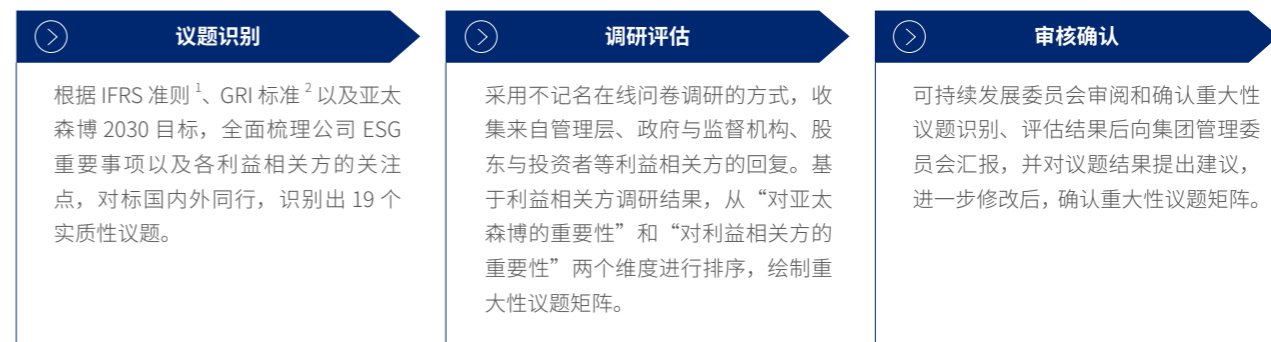 议题识别
根据 IFRS 准则 1、GRI 标准 2 以及亚太
森博 2030 目标，全面梳理公司 ESG
重要事项以及各利益相关方的关注
点，对标国内外同行，识别出 19 个
实质性议题。
调研评估
采用不记名在线问卷调研的方式，收
集来自管理层、政府与监督机构、股
东与投资者等利益相关方的回复。基
于利益相关方调研结果，从“对亚太
森博的重要性”和“对利益相关方的
重要性”两个维度进行排序，绘制重
大性议题矩阵。
审核确认
可持续发展委员会审阅和确认重大性
议题识别、评估结果后向集团管理委
员会汇报，并对议题结果提出建议，
进一步修改后，确认重大性议题矩阵。